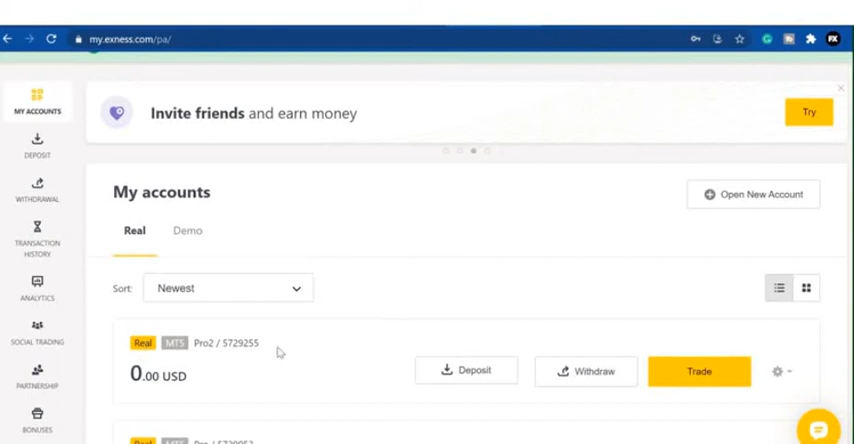 my.exness.com/pa/
FX
MY ACCOUNTS
DEPOSIT
WITHDRAWAL
TRANSACTION
HISTORY
ANALYTICS
SOCIAL TRADING
PARTNERSHIP
BONUSES
Invite friends and earn money
Try
My accounts
Open New Account
Real
Demo
Sort:
Newest
Real MT5 Pro2 / 5729255
0.00 USD
Deposit
Withdraw
Trade